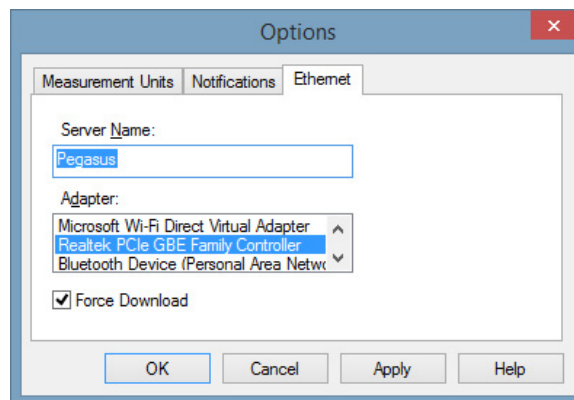 Options
Measurement Units
Notifications
Ethernet
Server Name:
Pegasus
Adapter:
Microsoft Wi-Fi Direct Virtual Adapter
Realtek PCIe GBE Family Controller
Bluetooth Device (Personal Area Netwo
Force Download
OK
Cancel
Apply
Help